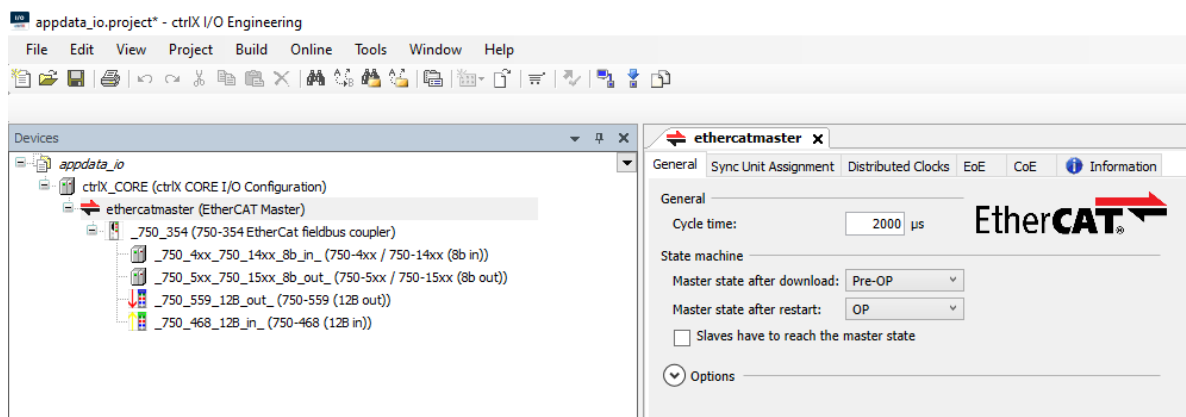 appdata_io.project* - ctrlX I/O Engineering
File Edit View Project Build Online Tools Window Help
Devices
appdata_io
ctrlX_CORE (ctrlX CORE I/O Configuration)
ethercatmaster (EtherCAT Master)
_750_354 (750-354 EtherCat fieldbus coupler)
_750_4xx_750_14xx_8b_in_ (750-4xx / 750-14xx (8b in))
_750_5xx_750_15xx_8b_out_ (750-5xx / 750-15xx (8b out))
_750_559_12B_out_ (750-559 (12B out))
_750_468_12B_in_ (750-468 (12B in))
ethercatmaster
General Sync Unit Assignment Distributed Clocks EoE CoE Information
General
Cycle time: 2000 µs
EtherCAT®
State machine
Master state after download: Pre-OP
Master state after restart: OP
Slaves have to reach the master state
Options